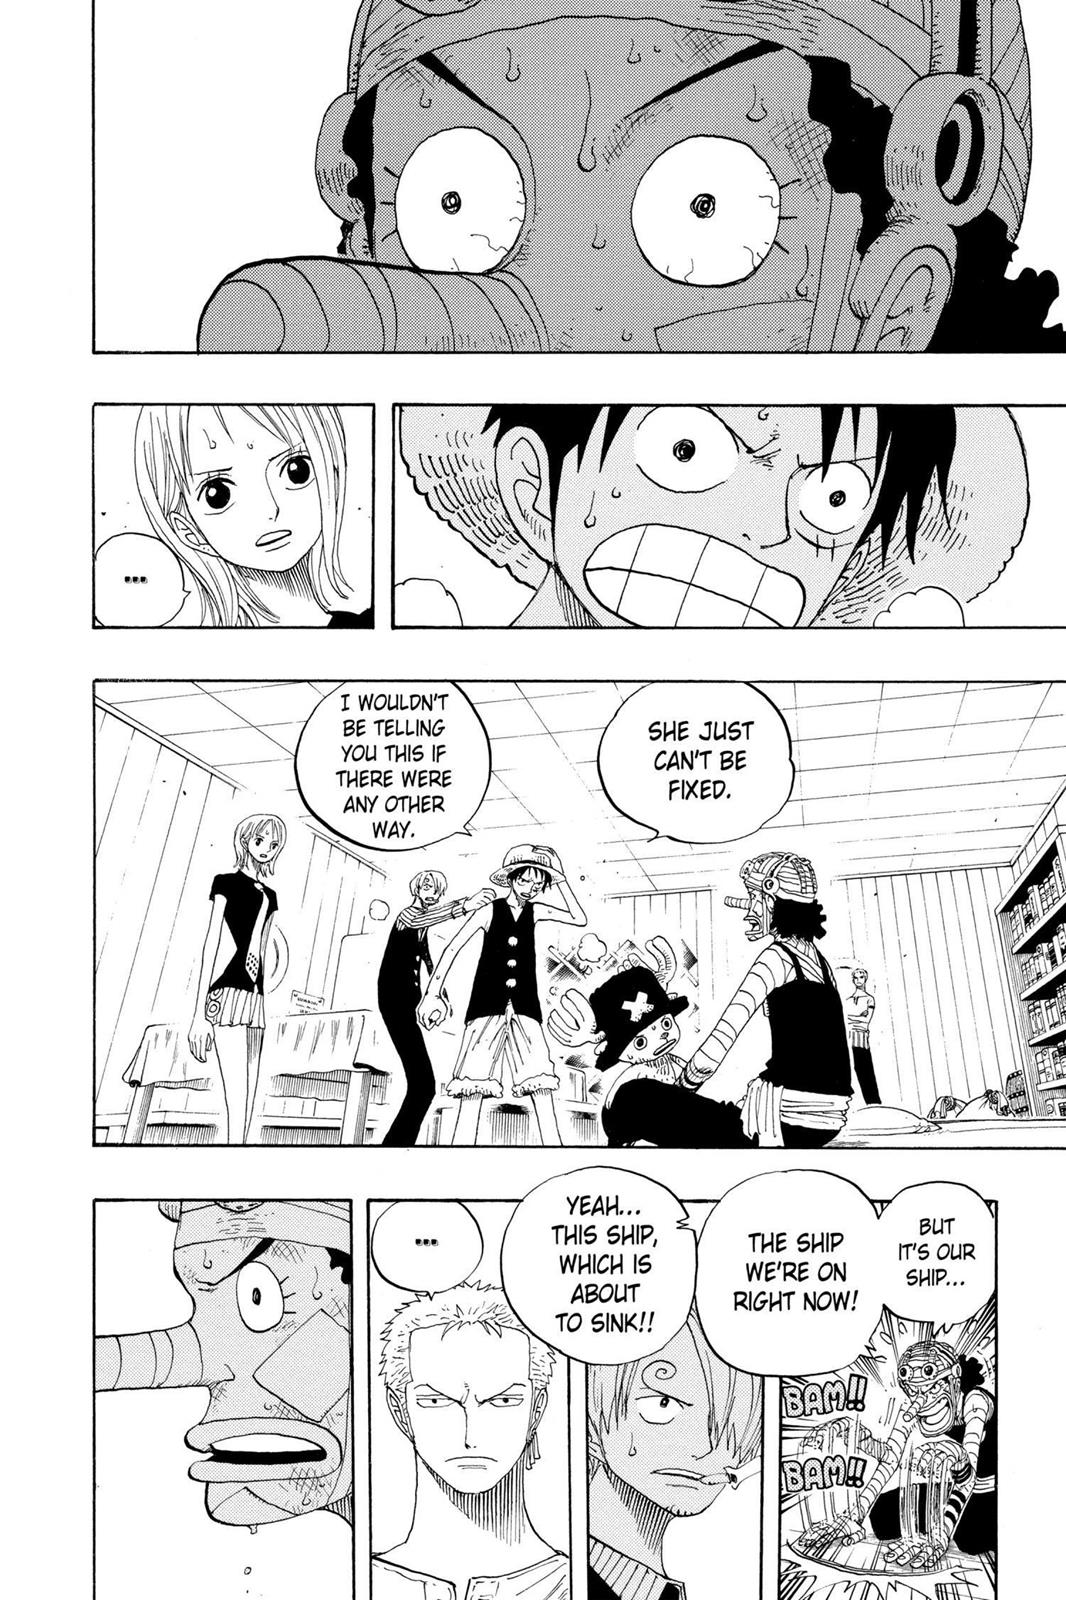 ...
SHE JUST
CAN'T BE
FIXED.
I WOULDN'T
BE TELLING
YOU THIS IF
THERE WERE
ANY OTHER
WAY.
BUT
IT'S OUR
SHIP...
BAM!!
BAM!!
THE SHIP
WE'RE ON
RIGHT NOW!
YEAH...
THIS SHIP,
WHICH IS
ABOUT
TO SINK!!
...